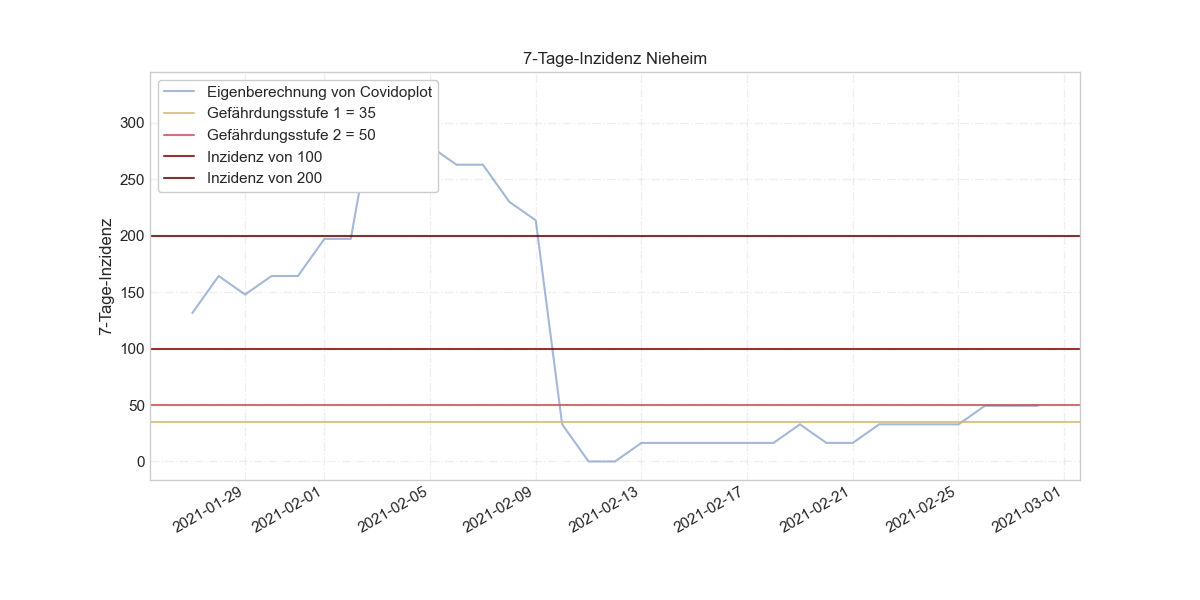 7-Tage-Inzidenz Nieheim
Eigenberechnung von Covidoplot
Gefährdungsstufe 1 = 35
Gefährdungsstufe 2 = 50
Inzidenz von 100
Inzidenz von 200
7-Tage-Inzidenz
300
250
200
150
100
50
0
2021-01-29
2021-02-01
2021-02-05
2021-02-09
2021-02-13
2021-02-17
2021-02-21
2021-02-25
2021-03-01